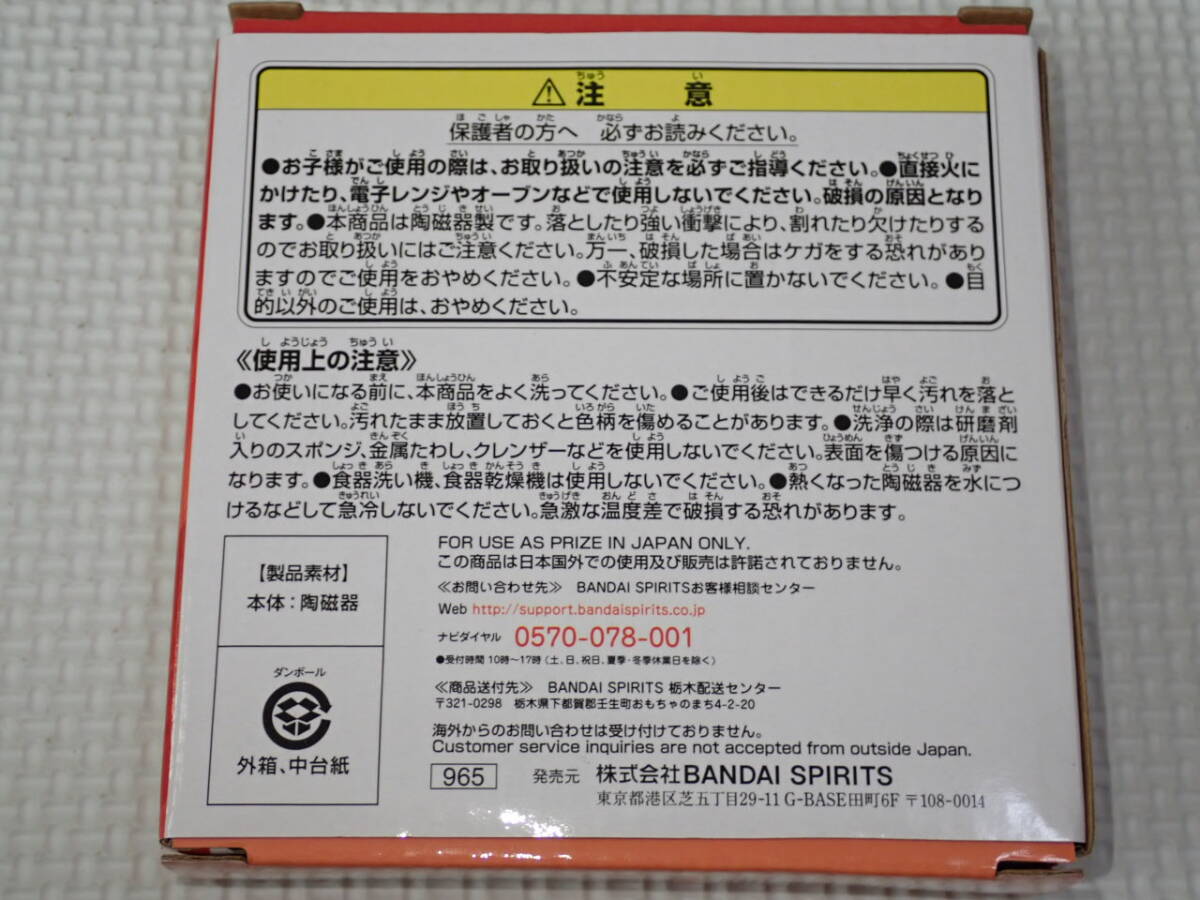 ⚠注 意
保護者の方へ 必ずお読みください。
●お子様がご使用の際は、お取り扱いの注意を必ずご指導ください。●直接火に
かけたり、電子レンジやオーブンなどで使用しないでください。破損の原因となり
ます。●本商品は陶磁器製です。落としたり強い衝撃により、割れたり欠けたりする
のでお取り扱いにはご注意ください。万一、破損した場合はケガをする恐れがあり
ますのでご使用をおやめください。●不安定な場所に置かないでください。●目
的以外のご使用は、おやめください。
《使用上の注意》
●お使いになる前に、本商品をよく洗ってください。●ご使用後はできるだけ早く汚れを落と
してください。汚れたまま放置しておくと色柄を傷めることがあります。●洗浄の際は研磨剤
入りのスポンジ、金属たわし、クレンザーなどを使用しないでください。表面を傷つける原因に
なります。●食器洗い機、食器乾燥機は使用しないでください。●熱くなった陶磁器を水につ
けるなどして急冷しないでください。急激な温度差で破損する恐れがあります。
【製品素材】
本体：陶磁器
ダンボール
外箱、中台紙
FOR USE AS PRIZE IN JAPAN ONLY.
この商品は日本国外での使用及び販売は許諾されておりません。
≪お問い合わせ先≫ BANDAI SPIRITSお客様相談センター
Web http://support.bandaispirits.co.jp
ナビダイヤル 0570-078-001
●受付時間 10時〜17時（土、日、祝日、夏季・冬季休業日を除く）
≪商品送付先≫ BANDAI SPIRITS 栃木配送センター
〒321-0298 栃木県下都賀郡壬生町おもちゃのまち4-2-20
海外からのお問い合わせは受け付けておりません。
Customer service inquiries are not accepted from outside Japan.
965 発売元 株式会社BANDAI SPIRITS
東京都港区芝五丁目29-11 G-BASE田町6F 〒108-0014